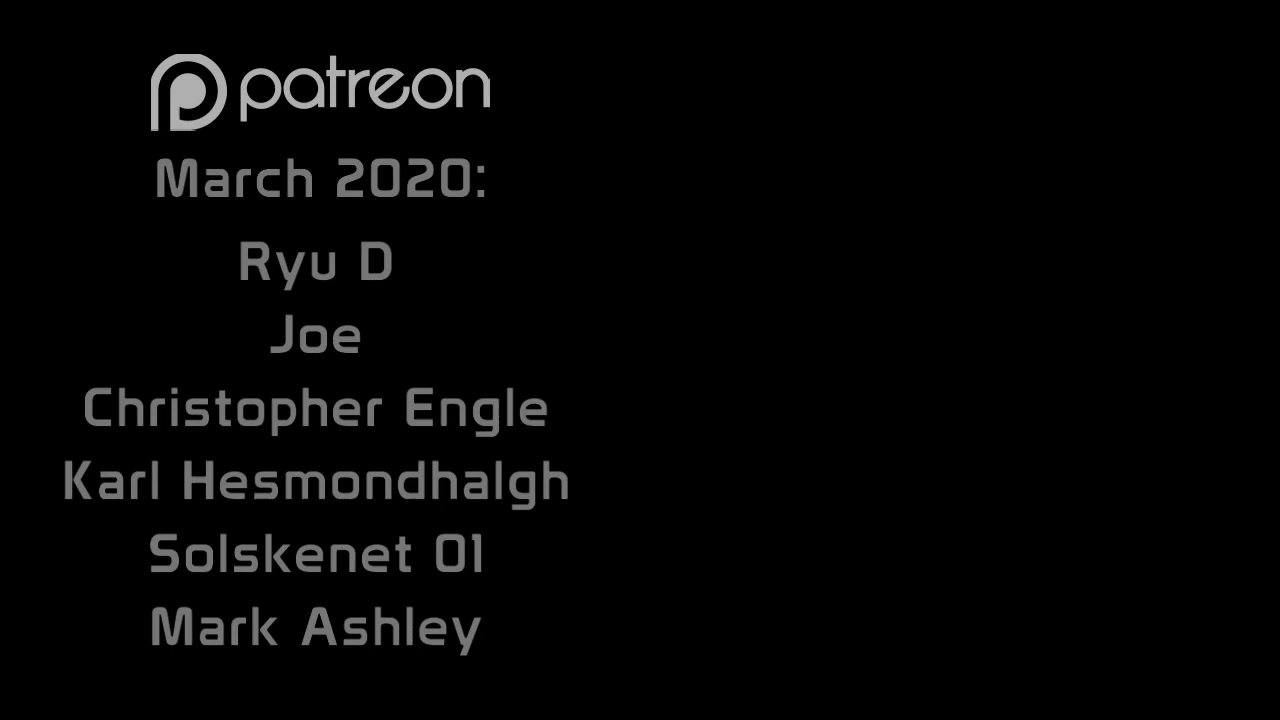 patreon
March 2020:
Ryu D
Joe
Christopher Engle
Karl Hesmondhalgh
Solskenet 01
Mark Ashley